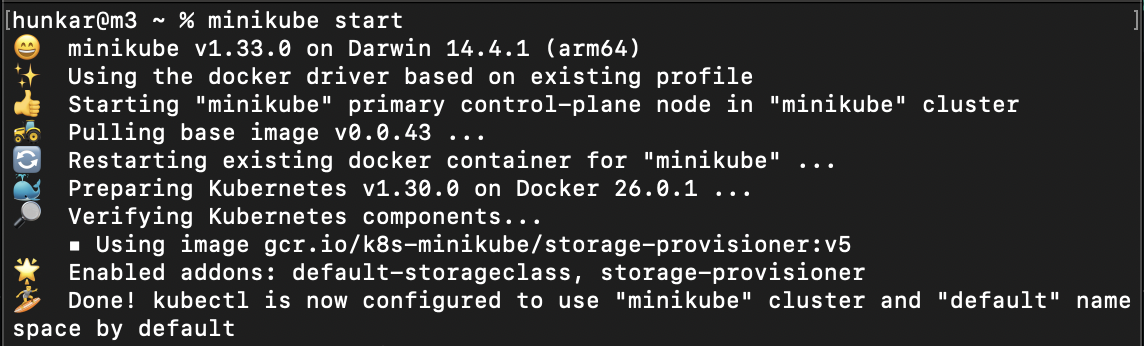 [hunkar@m3 ~ % minikube start ]
😄 minikube v1.33.0 on Darwin 14.4.1 (arm64)
✨ Using the docker driver based on existing profile
👍 Starting "minikube" primary control-plane node in "minikube" cluster
🚜 Pulling base image v0.0.43 ...
🔄 Restarting existing docker container for "minikube" ...
🐳 Preparing Kubernetes v1.30.0 on Docker 26.0.1 ...
🔎 Verifying Kubernetes components...
▪ Using image gcr.io/k8s-minikube/storage-provisioner:v5
🌟 Enabled addons: default-storageclass, storage-provisioner
🏄 Done! kubectl is now configured to use "minikube" cluster and "default" name
space by default